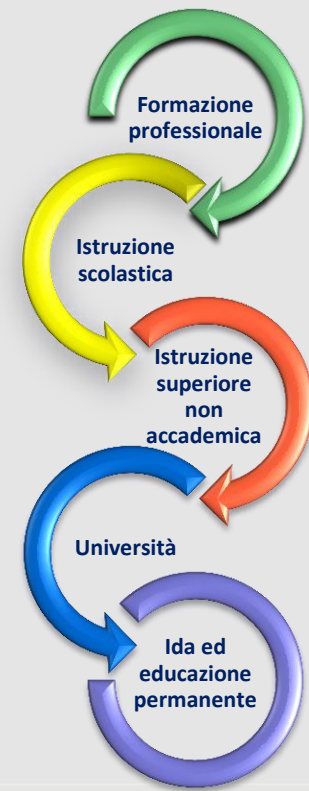 Formazione
professionale
Istruzione
scolastica
Istruzione
superiore
non
accademica
Università
Ida ed
educazione
permanente